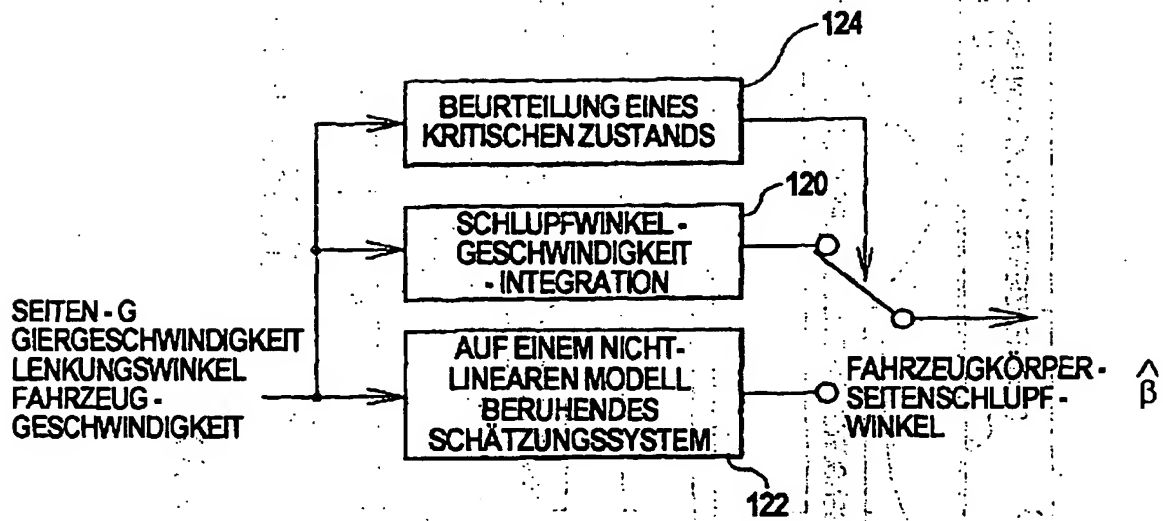 124
BEURTEILUNG EINES
KRITISCHEN ZUSTANDS
120
SCHLUPFWINKEL -
GESCHWINDIGKEIT
- INTEGRATION
SEITEN - G
GIERGESCHWINDIGKEIT
LENKUNGSWINKEL
FAHRZEUG -
GESCHWINDIGKEIT
AUF EINEM NICHT-
LINEAREN MODELL
BERUHENDES
SCHÄTZUNGSSYSTEM
122
FAHRZEUGKÖRPER -
SEITENSCHLUPF -
WINKEL
β̂